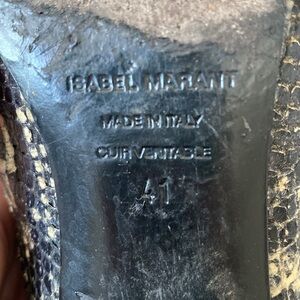 ISABEL MARANT
MADE IN ITALY
CUIR VERITABLE
41